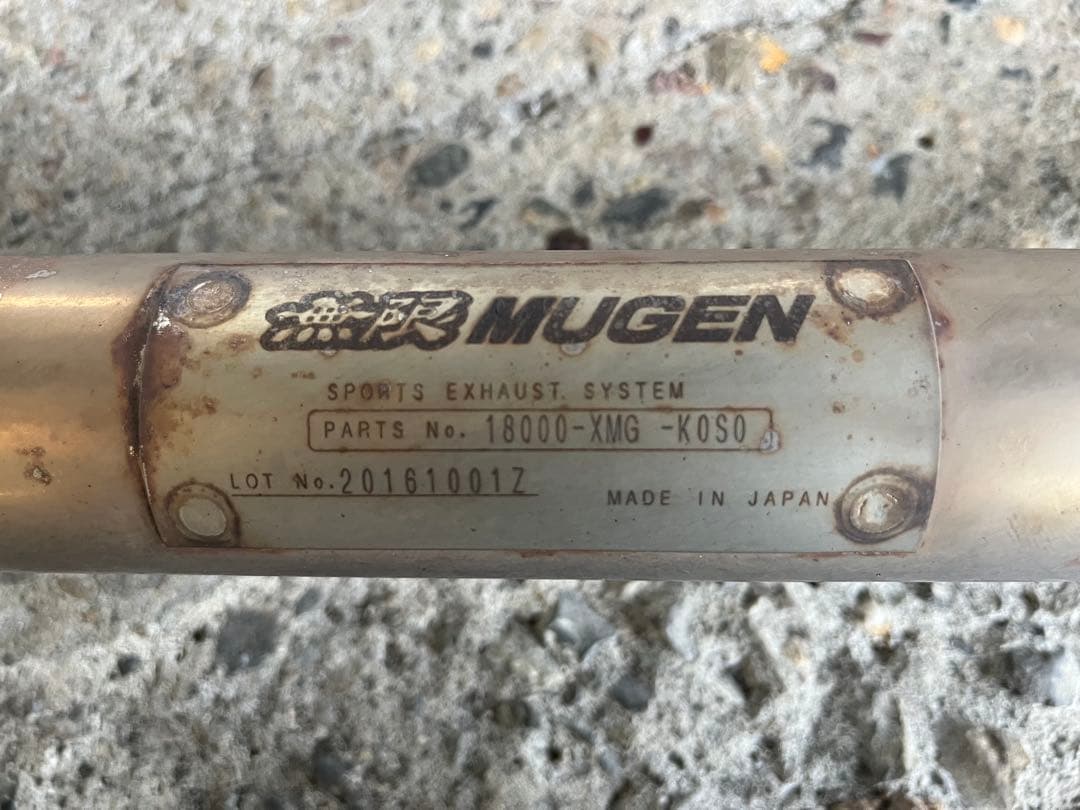 無限 MUGEN
SPORTS EXHAUST SYSTEM
PARTS No. 18000-XMG -K0S0
LOT No. 20161001Z
MADE IN JAPAN